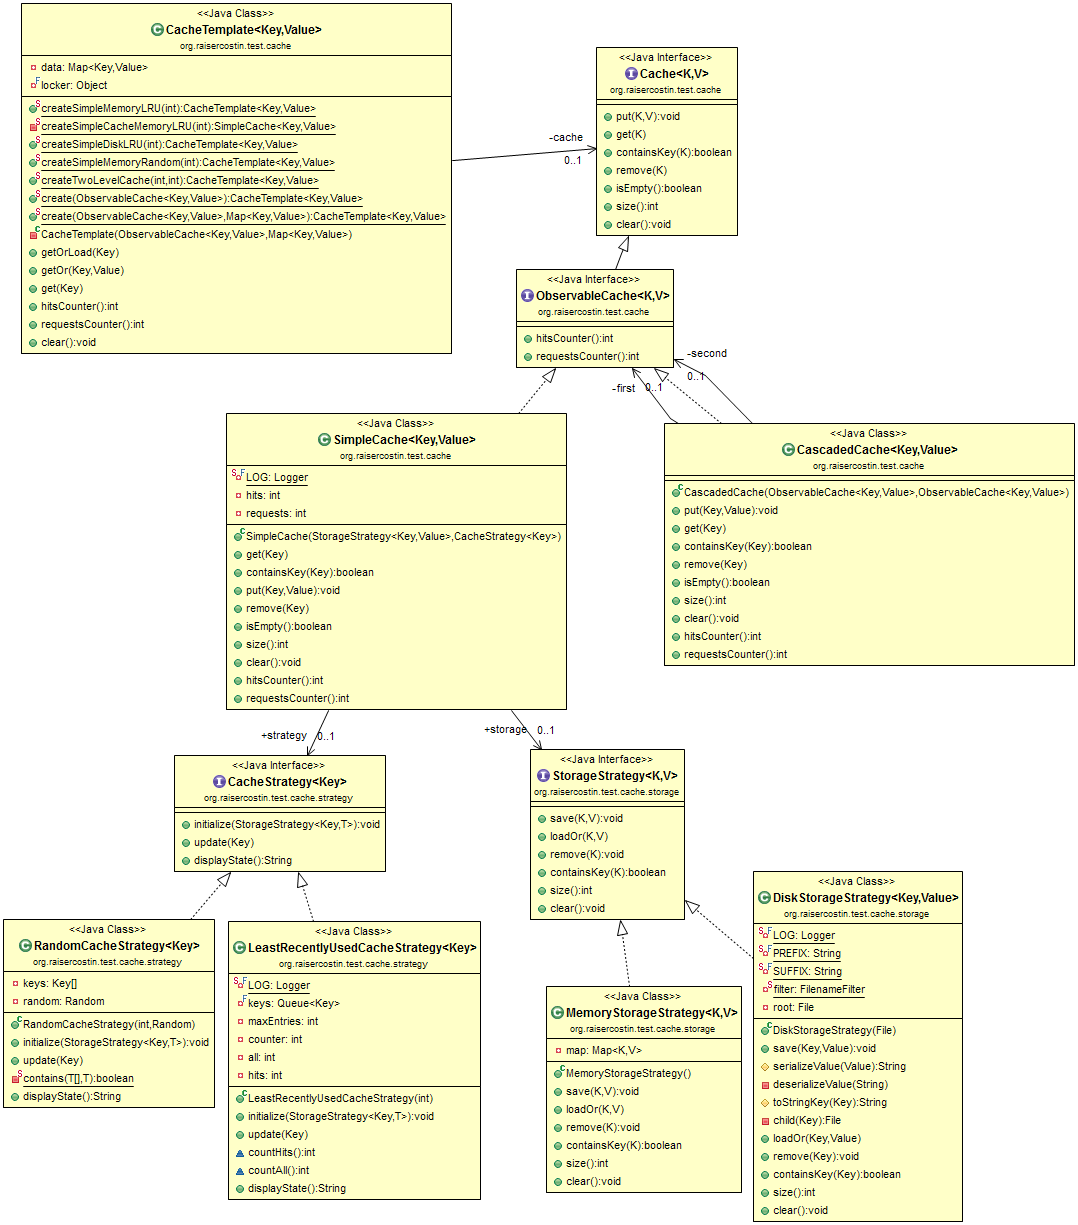 <<Java Class>>
CacheTemplate<Key,Value>
org.raisercostin.test.cache
data: Map<Key,Value>
locker: Object
createSimpleMemoryLRU(int):CacheTemplate<Key,Value>
createSimpleCacheMemoryLRU(int):SimpleCache<Key,Value>
createSimpleDiskLRU(int):CacheTemplate<Key,Value>
createSimpleMemoryRandom(int):CacheTemplate<Key,Value>
createTwoLevelCache(int,int):CacheTemplate<Key,Value>
create(ObservableCache<Key,Value>):CacheTemplate<Key,Value>
create(ObservableCache<Key,Value>,Map<Key,Value>):CacheTemplate<Key,Value>
CacheTemplate(ObservableCache<Key,Value>,Map<Key,Value>)
getOrLoad(Key)
getOr(Key,Value)
get(Key)
hitsCounter():int
requestsCounter():int
clear():void
-cache
0..1
<<Java Interface>>
Cache<K,V>
org.raisercostin.test.cache
put(K,V):void
get(K)
containsKey(K):boolean
remove(K)
isEmpty():boolean
size():int
clear():void
<<Java Interface>>
ObservableCache<K,V>
org.raisercostin.test.cache
hitsCounter():int
requestsCounter():int
-second
0..1
-first
0..1
<<Java Class>>
SimpleCache<Key,Value>
org.raisercostin.test.cache
LOG: Logger
hits: int
requests: int
SimpleCache(StorageStrategy<Key,Value>,CacheStrategy<Key>)
get(Key)
containsKey(Key):boolean
put(Key,Value):void
remove(Key)
isEmpty():boolean
size():int
clear():void
hitsCounter():int
requestsCounter():int
<<Java Class>>
CascadedCache<Key,Value>
org.raisercostin.test.cache
CascadedCache(ObservableCache<Key,Value>,ObservableCache<Key,Value>)
put(Key,Value):void
get(Key)
containsKey(Key):boolean
remove(Key)
isEmpty():boolean
size():int
clear():void
hitsCounter():int
requestsCounter():int
+strategy
0..1
+storage
0..1
<<Java Interface>>
CacheStrategy<Key>
org.raisercostin.test.cache.strategy
initialize(StorageStrategy<Key,T>):void
update(Key)
displayState():String
<<Java Interface>>
StorageStrategy<K,V>
org.raisercostin.test.cache.storage
save(K,V):void
loadOr(K,V)
remove(K):void
containsKey(K):boolean
size():int
clear():void
<<Java Class>>
RandomCacheStrategy<Key>
org.raisercostin.test.cache.strategy
keys: Key[]
random: Random
RandomCacheStrategy(int,Random)
initialize(StorageStrategy<Key,T>):void
update(Key)
contains(T[],T):boolean
displayState():String
<<Java Class>>
LeastRecentlyUsedCacheStrategy<Key>
org.raisercostin.test.cache.strategy
LOG: Logger
keys: Queue<Key>
maxEntries: int
counter: int
all: int
hits: int
LeastRecentlyUsedCacheStrategy(int)
initialize(StorageStrategy<Key,T>):void
update(Key)
countHits():int
countAll():int
displayState():String
<<Java Class>>
MemoryStorageStrategy<K,V>
org.raisercostin.test.cache.storage
map: Map<K,V>
MemoryStorageStrategy()
save(K,V):void
loadOr(K,V)
remove(K):void
containsKey(K):boolean
size():int
clear():void
<<Java Class>>
DiskStorageStrategy<Key,Value>
org.raisercostin.test.cache.storage
LOG: Logger
PREFIX: String
SUFFIX: String
filter: FilenameFilter
root: File
DiskStorageStrategy(File)
save(Key,Value):void
serializeValue(Value):String
deserializeValue(String)
toStringKey(Key):String
child(Key):File
loadOr(Key,Value)
remove(Key):void
containsKey(Key):boolean
size():int
clear():void